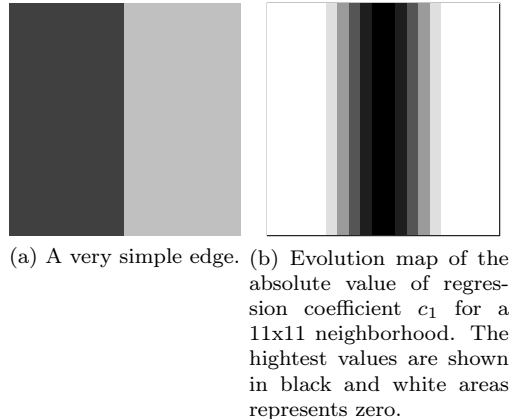 (a) A very simple edge.
(b) Evolution map of the
absolute value of regres-
sion coefficient c₁ for a
11x11 neighborhood. The
hightest values are shown
in black and white areas
represents zero.